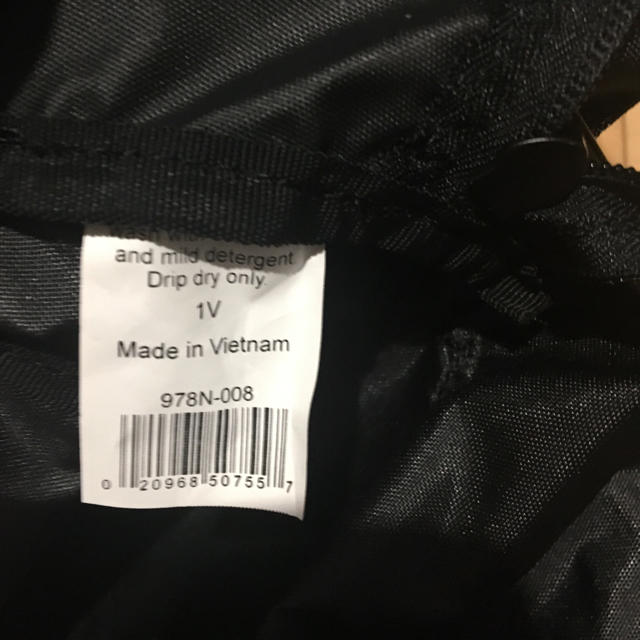 and mild detergent
Drip dry only.
1V
Made in Vietnam
978N-008
0 20968 50755 7